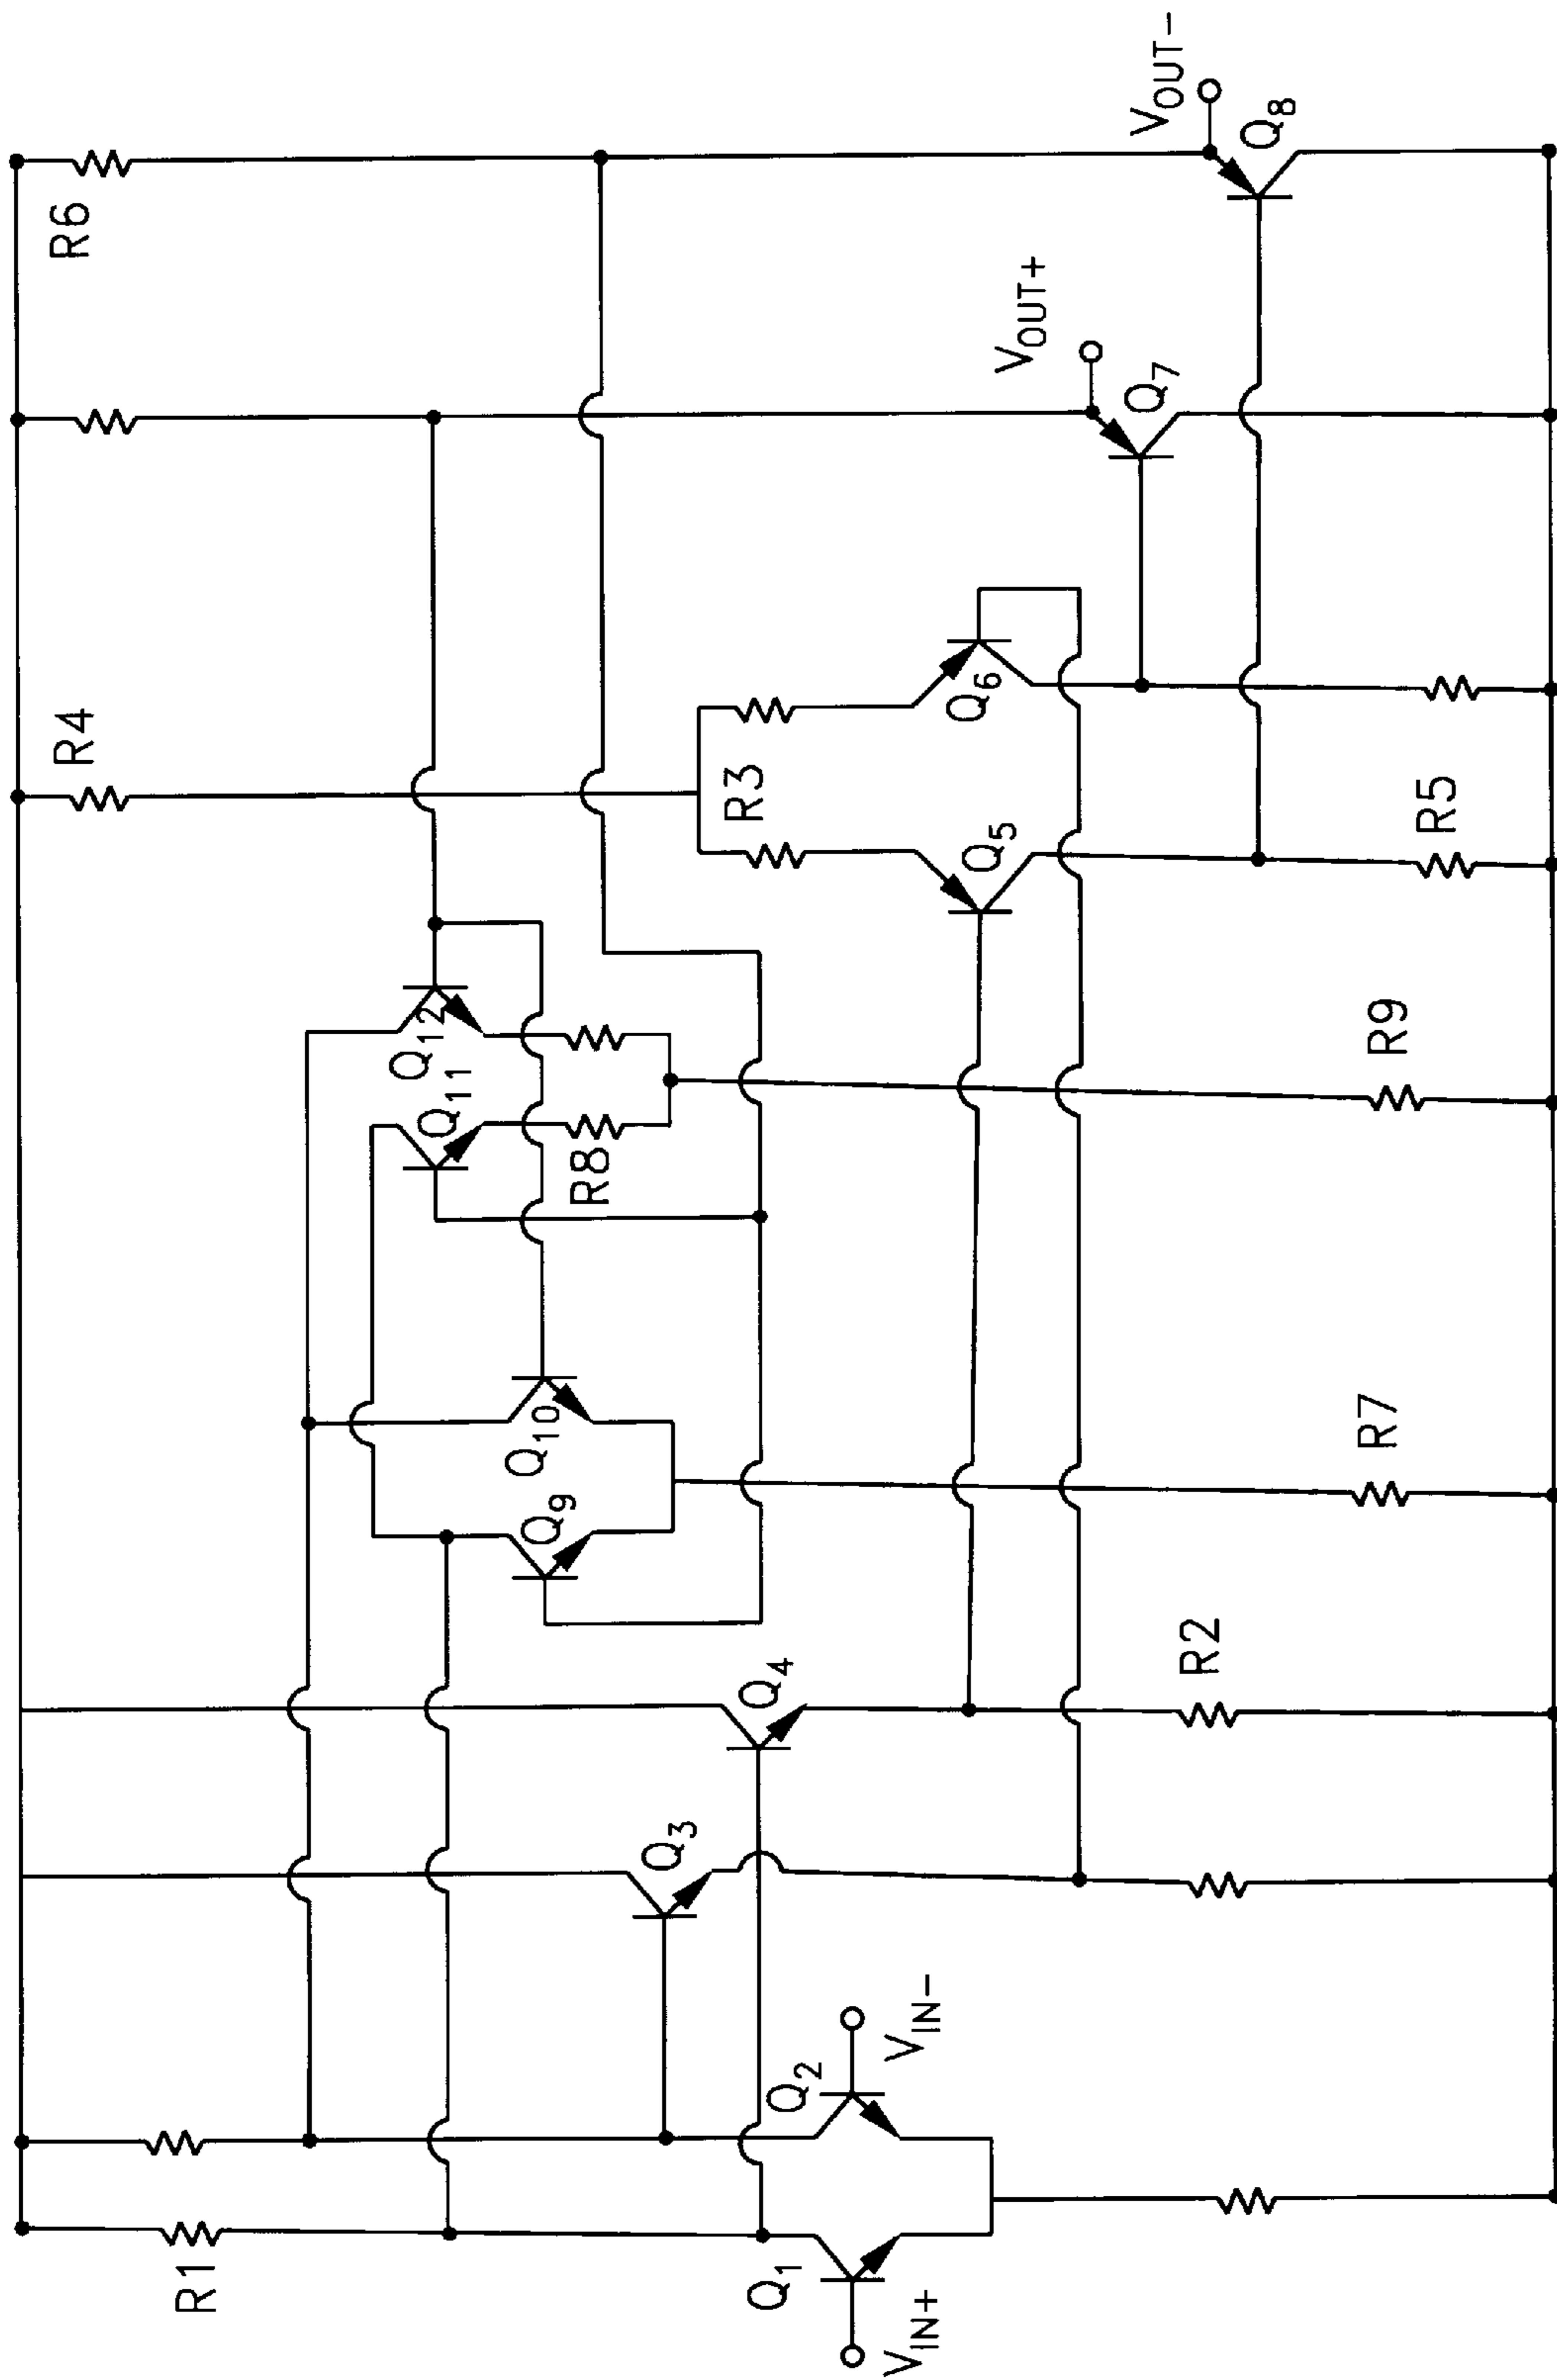 R1
Q1
VIN+
Q2
VIN-
Q3
Q4
R2
Q9
Q10
R7
Q11
Q12
R8
R9
R4
R3
Q5
Q6
R5
R6
VOUT+
Q7
VOUT-
Q8